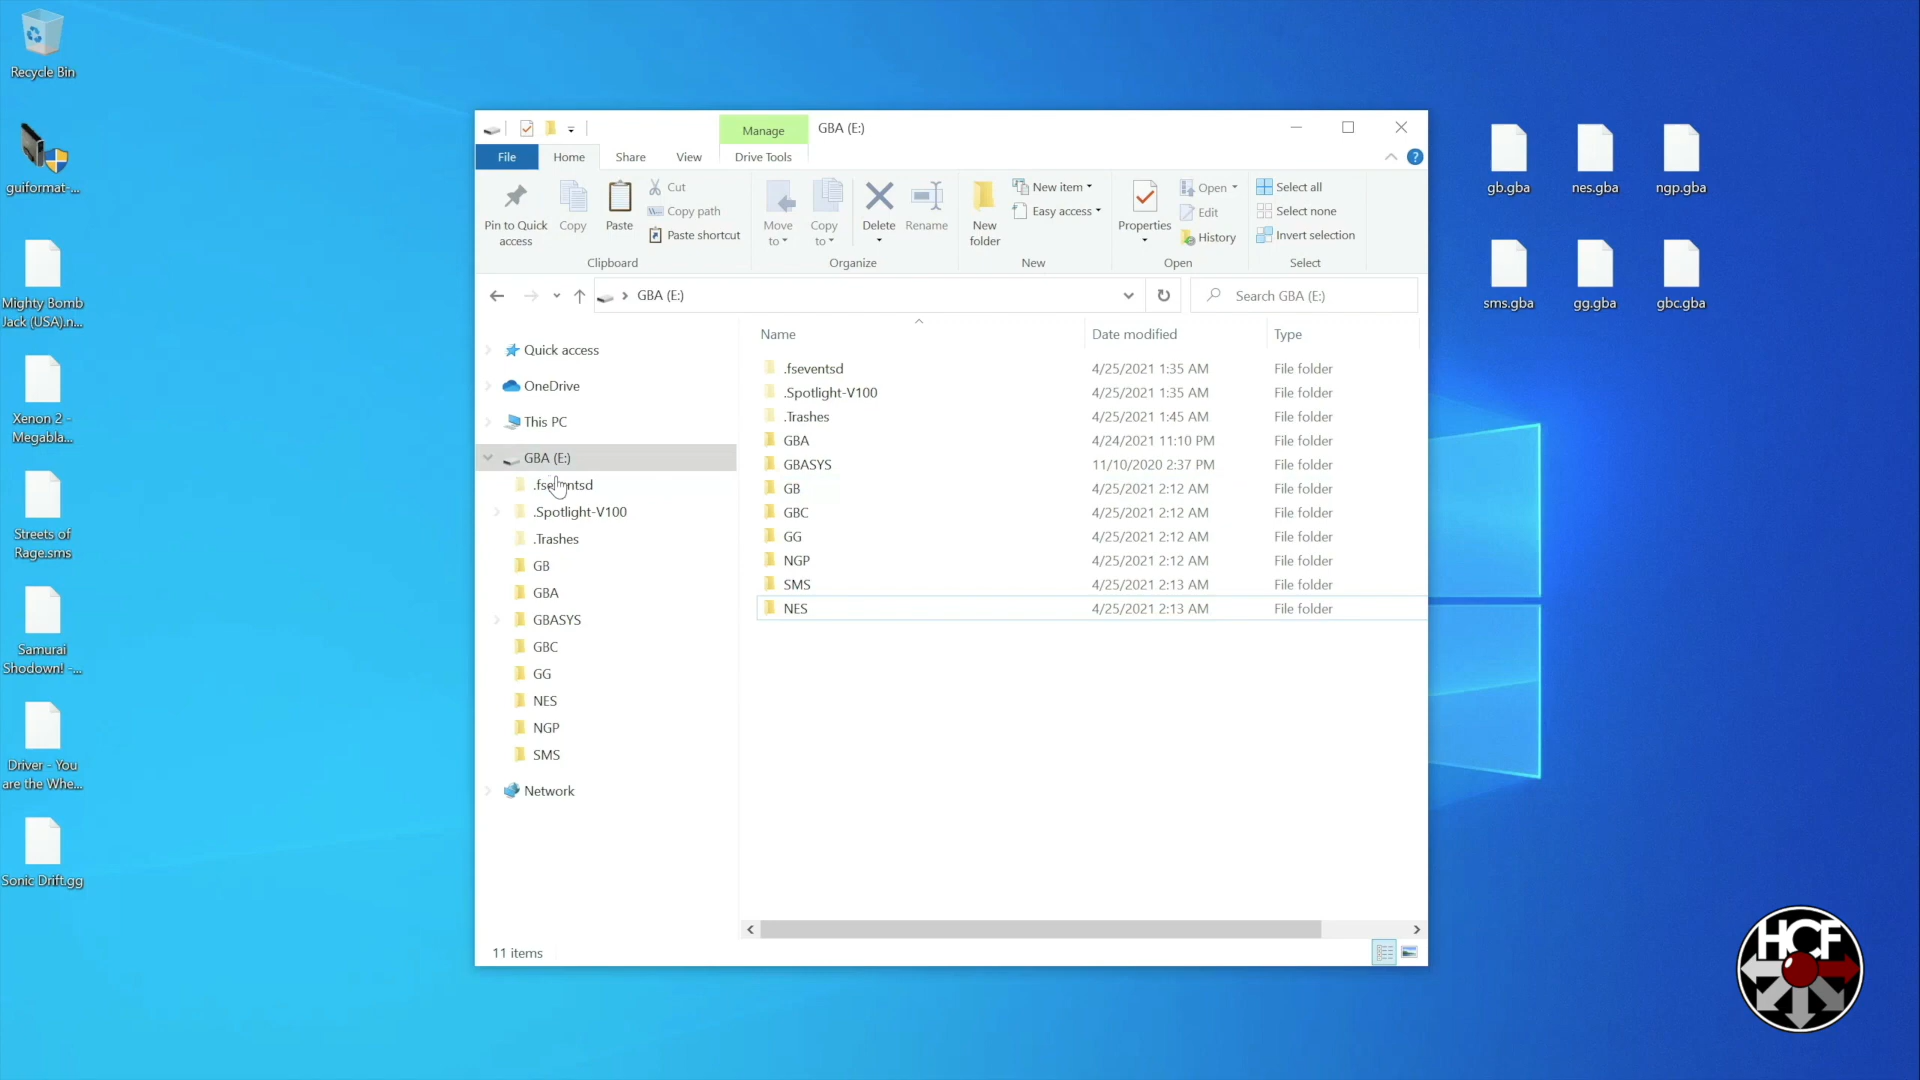 Recycle Bin
guiformat-...
Mighty Bomb
Jack (USA).n...
Xenon 2 -
Megabla...
Streets of
Rage.sms
Samurai
Shodown! -...
Driver - You
are the Whe...
Sonic Drift.gg
Manage
GBA (E:)
File
Home
Share
View
Drive Tools
?
Pin to Quick
access
Copy
Paste
Cut
Copy path
Paste shortcut
Clipboard
Move
to
Copy
to
Delete
Rename
Organize
New
folder
New item
Easy access
New
Properties
Open
Edit
History
Open
Select all
Select none
Invert selection
Select
GBA (E:)
Search GBA (E:)
Quick access
OneDrive
This PC
GBA (E:)
.fseventsd
.Spotlight-V100
.Trashes
GB
GBA
GBASYS
GBC
GG
NES
NGP
SMS
Network
Name Date modified Type
.fseventsd 4/25/2021 1:35 AM File folder
.Spotlight-V100 4/25/2021 1:35 AM File folder
.Trashes 4/25/2021 1:45 AM File folder
GBA 4/24/2021 11:10 PM File folder
GBASYS 11/10/2020 2:37 PM File folder
GB 4/25/2021 2:12 AM File folder
GBC 4/25/2021 2:12 AM File folder
GG 4/25/2021 2:12 AM File folder
NGP 4/25/2021 2:12 AM File folder
SMS 4/25/2021 2:13 AM File folder
NES 4/25/2021 2:13 AM File folder
11 items
gb.gba
nes.gba
ngp.gba
sms.gba
gg.gba
gbc.gba
HCF